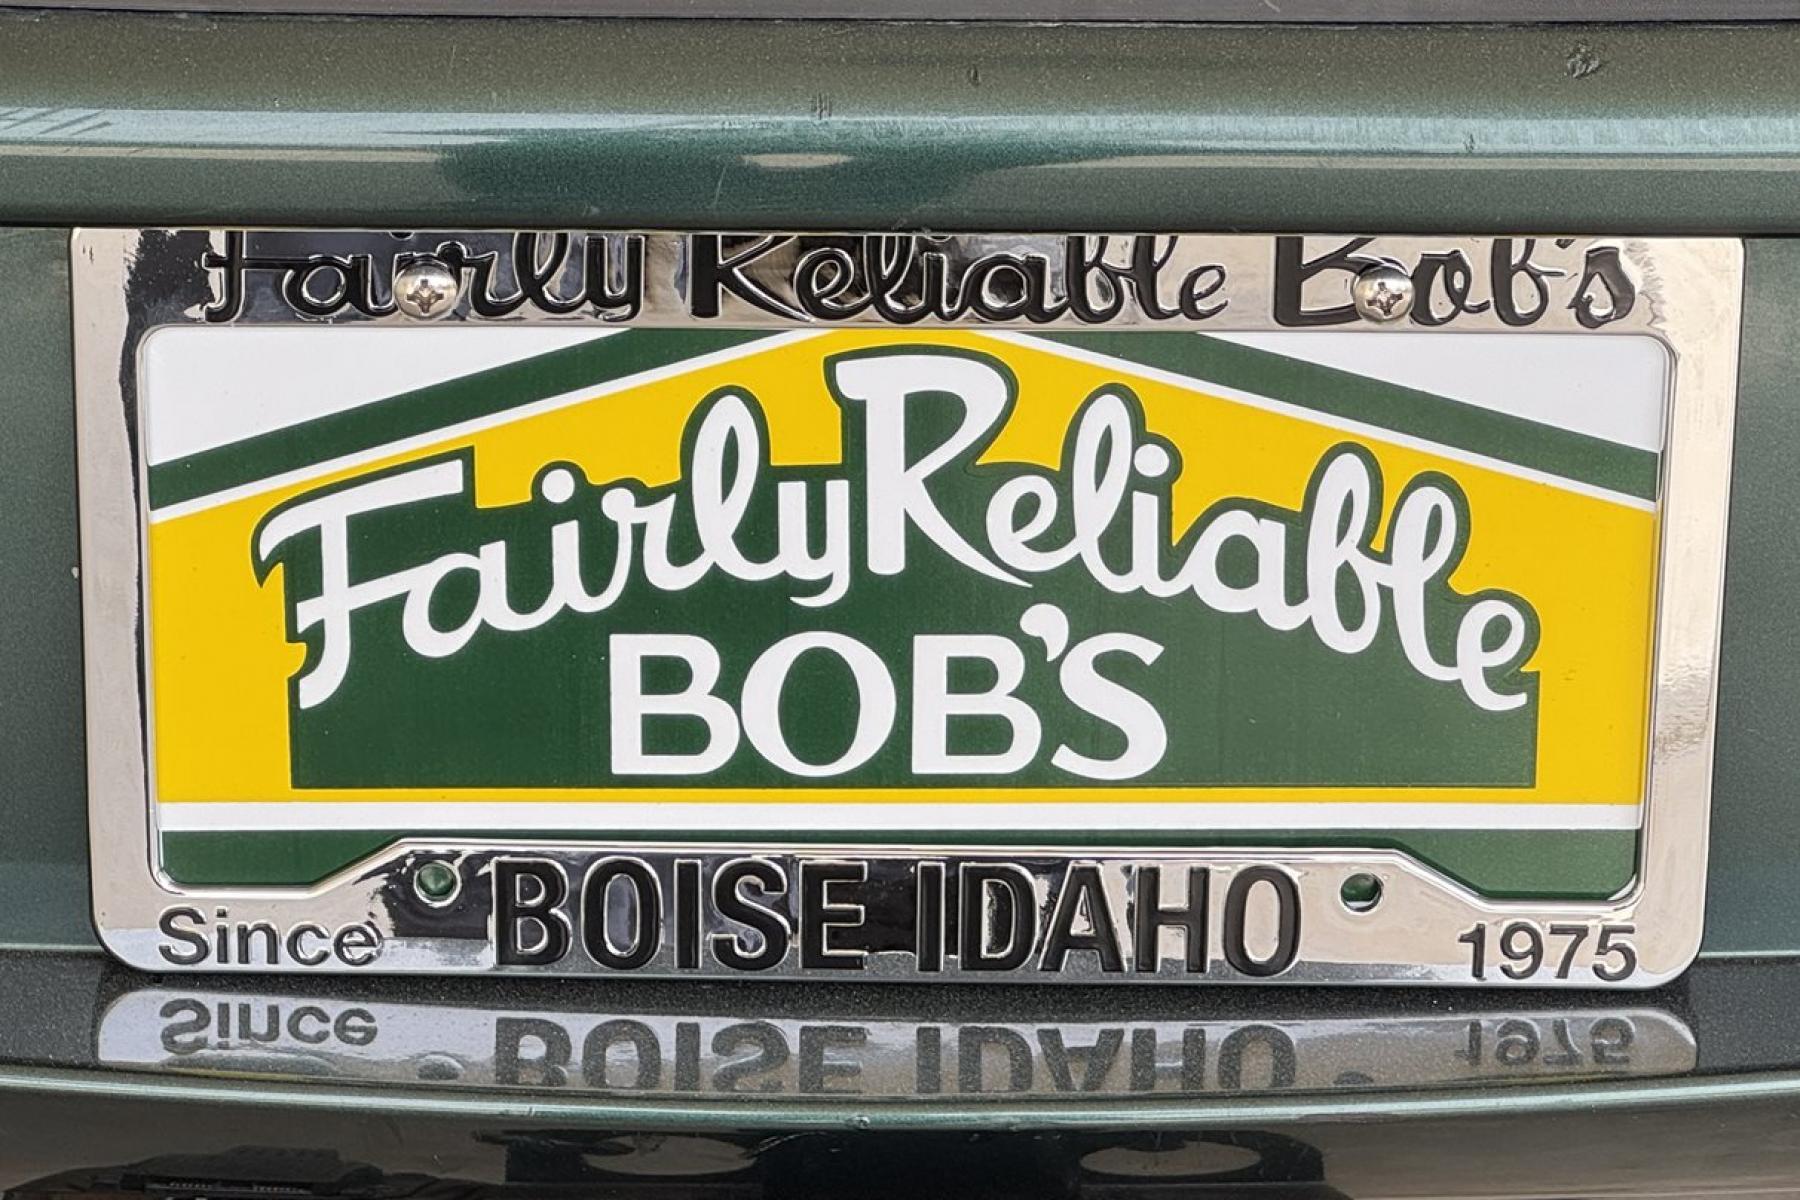 Fairly Reliable Bob's
Fairly Reliable
BOB'S
Since BOISE IDAHO 1975